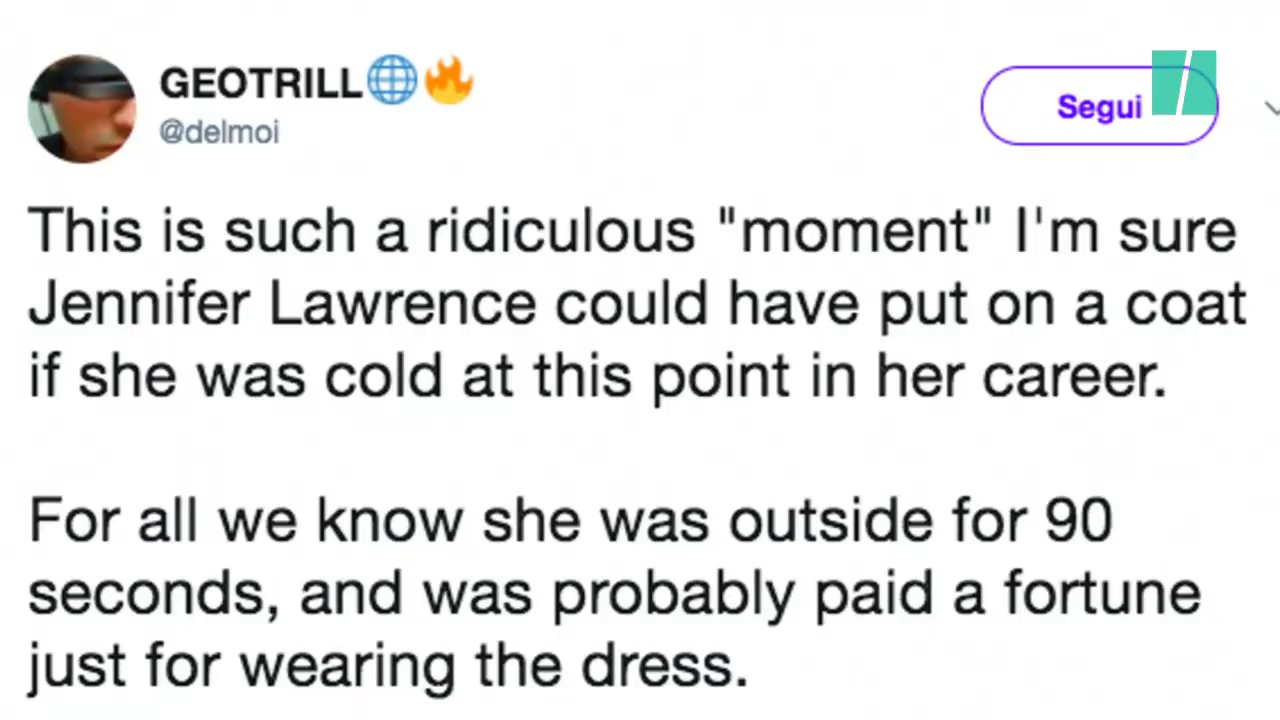 GEOTRILL🌐🔥
@delmoi
Segui
This is such a ridiculous "moment" I'm sure
Jennifer Lawrence could have put on a coat
if she was cold at this point in her career.
For all we know she was outside for 90
seconds, and was probably paid a fortune
just for wearing the dress.